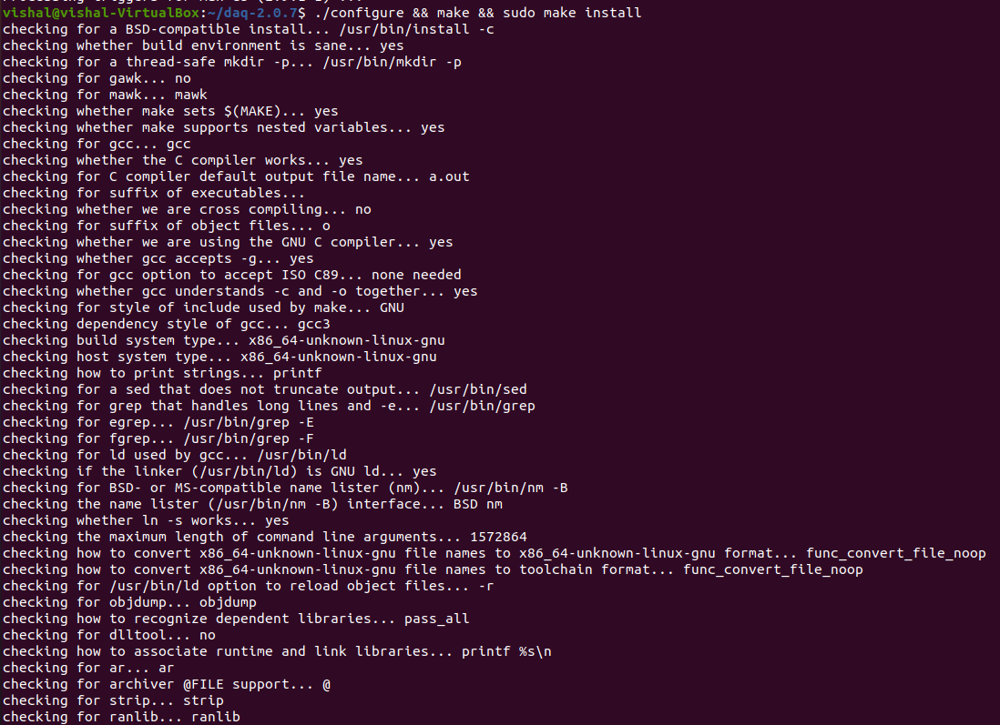 vishal@vishal-VirtualBox:~/daq-2.0.7$ ./configure && make && sudo make install
checking for a BSD-compatible install... /usr/bin/install -c
checking whether build environment is sane... yes
checking for a thread-safe mkdir -p... /usr/bin/mkdir -p
checking for gawk... no
checking for mawk... mawk
checking whether make sets $(MAKE)... yes
checking whether make supports nested variables... yes
checking for gcc... gcc
checking whether the C compiler works... yes
checking for C compiler default output file name... a.out
checking for suffix of executables...
checking whether we are cross compiling... no
checking for suffix of object files... o
checking whether we are using the GNU C compiler... yes
checking whether gcc accepts -g... yes
checking for gcc option to accept ISO C89... none needed
checking whether gcc understands -c and -o together... yes
checking for style of include used by make... GNU
checking dependency style of gcc... gcc3
checking build system type... x86_64-unknown-linux-gnu
checking host system type... x86_64-unknown-linux-gnu
checking how to print strings... printf
checking for a sed that does not truncate output... /usr/bin/sed
checking for grep that handles long lines and -e... /usr/bin/grep
checking for egrep... /usr/bin/grep -E
checking for fgrep... /usr/bin/grep -F
checking for ld used by gcc... /usr/bin/ld
checking if the linker (/usr/bin/ld) is GNU ld... yes
checking for BSD- or MS-compatible name lister (nm)... /usr/bin/nm -B
checking the name lister (/usr/bin/nm -B) interface... BSD nm
checking whether ln -s works... yes
checking the maximum length of command line arguments... 1572864
checking how to convert x86_64-unknown-linux-gnu file names to x86_64-unknown-linux-gnu format... func_convert_file_noop
checking how to convert x86_64-unknown-linux-gnu file names to toolchain format... func_convert_file_noop
checking for /usr/bin/ld option to reload object files... -r
checking for objdump... objdump
checking how to recognize dependent libraries... pass_all
checking for dlltool... no
checking how to associate runtime and link libraries... printf %s\n
checking for ar... ar
checking for archiver @FILE support... @
checking for strip... strip
checking for ranlib... ranlib